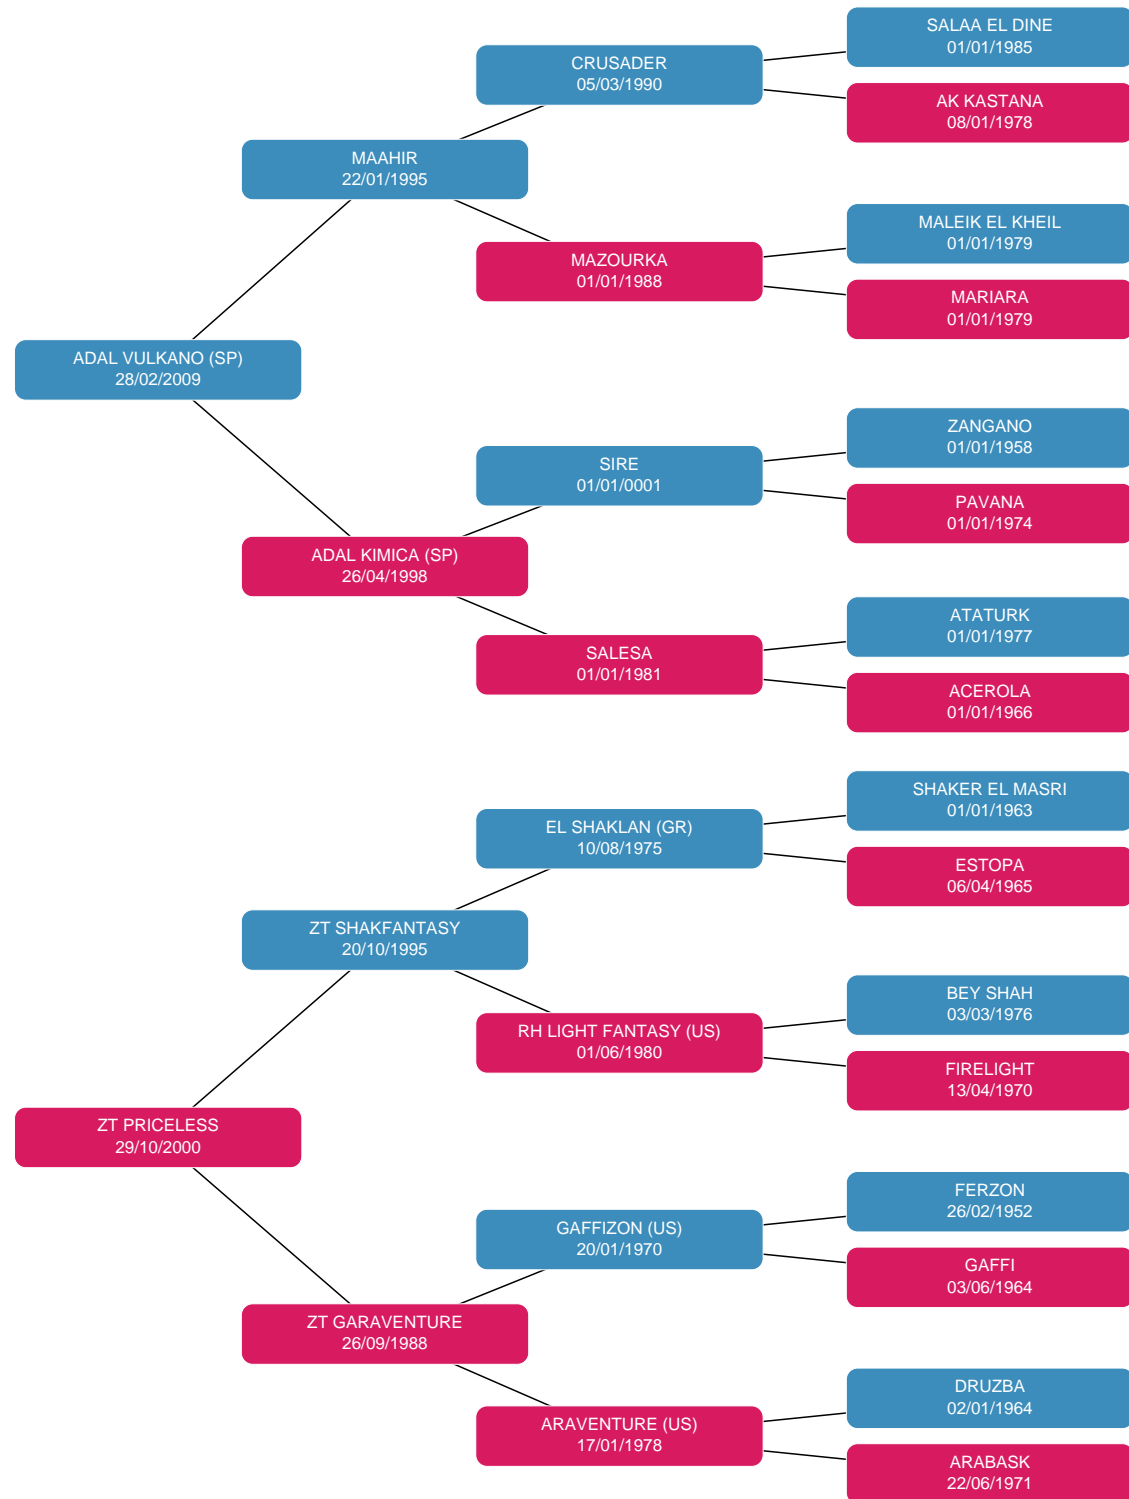 SALAA EL DINE
01/01/1985
CRUSADER
05/03/1990
AK KASTANA
08/01/1978
MAAHIR
22/01/1995
MALEIK EL KHEIL
01/01/1979
MAZOURKA
01/01/1988
MARIARA
01/01/1979
ADAL VULKANO (SP)
28/02/2009
ZANGANO
01/01/1958
SIRE
01/01/0001
PAVANA
01/01/1974
ADAL KIMICA (SP)
26/04/1998
ATATURK
01/01/1977
SALESA
01/01/1981
ACEROLA
01/01/1966
SHAKER EL MASRI
01/01/1963
EL SHAKLAN (GR)
10/08/1975
ESTOPA
06/04/1965
ZT SHAKFANTASY
20/10/1995
BEY SHAH
03/03/1976
RH LIGHT FANTASY (US)
01/06/1980
FIRELIGHT
13/04/1970
ZT PRICELESS
29/10/2000
FERZON
26/02/1952
GAFFIZON (US)
20/01/1970
GAFFI
03/06/1964
ZT GARAVENTURE
26/09/1988
DRUZBA
02/01/1964
ARAVENTURE (US)
17/01/1978
ARABASK
22/06/1971